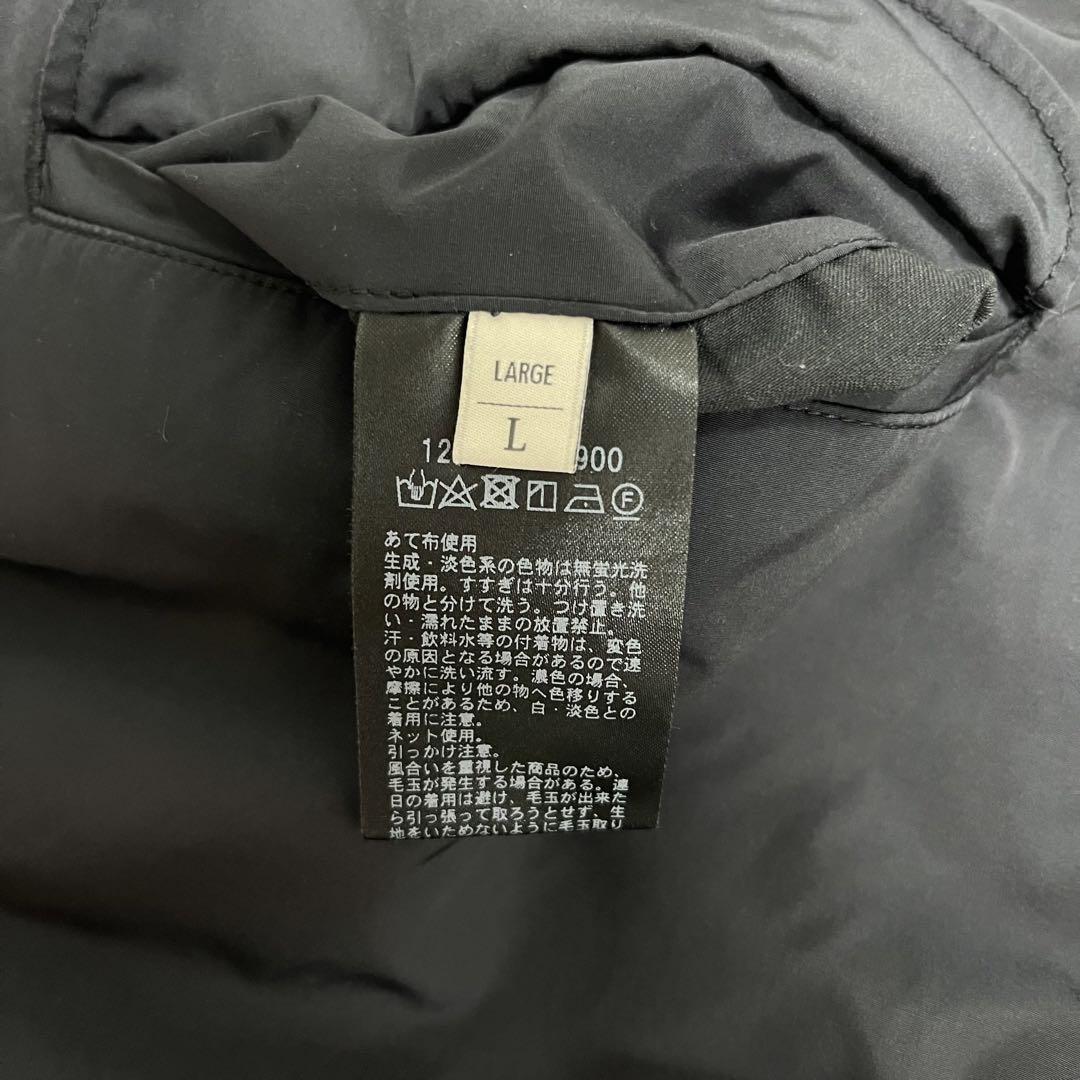 LARGE
L
12 900
F
あて布使用
生成・淡色系の色物は無蛍光洗
剤使用。すすぎは十分行う。他
の物と分けて洗う。つけ置き洗
い・濡れたままの放置禁止。
汗・飲料水等の付着物は、変色
の原因となる場合があるので速
やかに洗い流す。濃色の場合、
摩擦により他の物へ色移りする
ことがあるため、白・淡色との
着用に注意。
ネット使用。
引っかけ注意。
風合いを重視した商品のため、
毛玉が発生する場合がある。連
日の着用は避け、毛玉が出来た
ら引っ張って取ろうとせず、生
地をいためないように毛玉取り